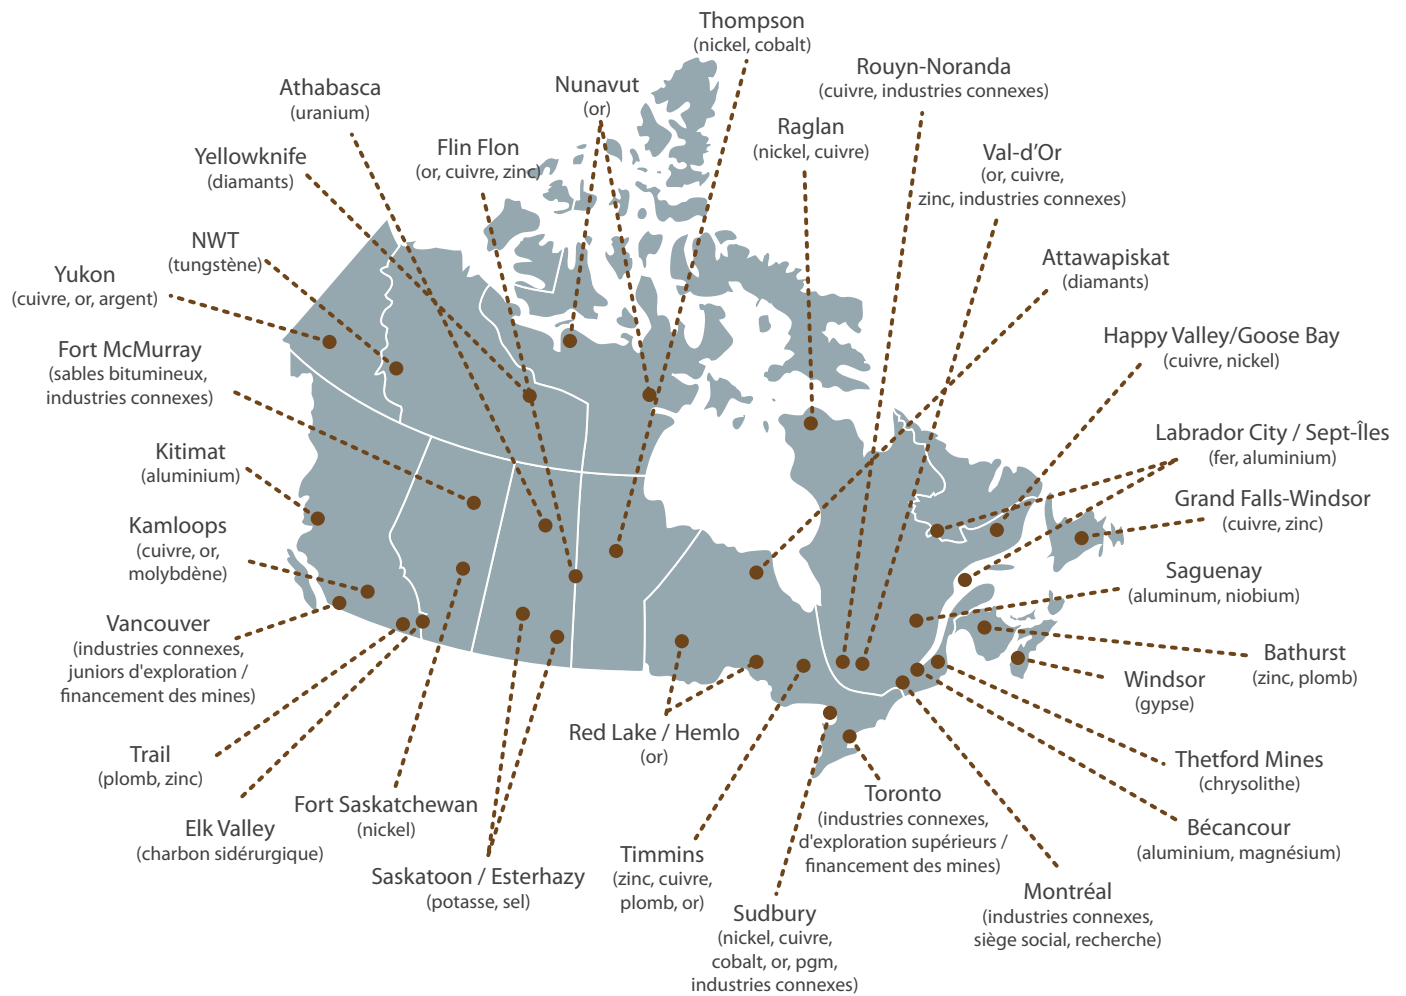 Thompson
(nickel, cobalt)
Rouyn-Noranda
(cuivre, industries connexes)
Athabasca
(uranium)
Nunavut
(or)
Raglan
(nickel, cuivre)
Flin Flon
(or, cuivre, zinc)
Val-d’Or
(or, cuivre,
zinc, industries connexes)
Yellowknife
(diamants)
NWT
(tungstène)
Attawapiskat
(diamants)
Yukon
(cuivre, or, argent)
Happy Valley/Goose Bay
(cuivre, nickel)
Fort McMurray
(sables bitumineux,
industries connexes)
Labrador City / Sept-Îles
(fer, aluminium)
Kitimat
(aluminium)
Grand Falls-Windsor
(cuivre, zinc)
Kamloops
(cuivre, or,
molybdène)
Saguenay
(aluminum, niobium)
Vancouver
(industries connexes,
juniors d'exploration /
financement des mines)
Bathurst
(zinc, plomb)
Windsor
(gypse)
Red Lake / Hemlo
(or)
Trail
(plomb, zinc)
Thetford Mines
(chrysolithe)
Fort Saskatchewan
(nickel)
Toronto
(industries connexes,
d'exploration supérieurs /
financement des mines)
Elk Valley
(charbon sidérurgique)
Bécancour
(aluminium, magnésium)
Saskatoon / Esterhazy
(potasse, sel)
Timmins
(zinc, cuivre,
plomb, or)
Montréal
(industries connexes,
siège social, recherche)
Sudbury
(nickel, cuivre,
cobalt, or, pgm,
industries connexes)